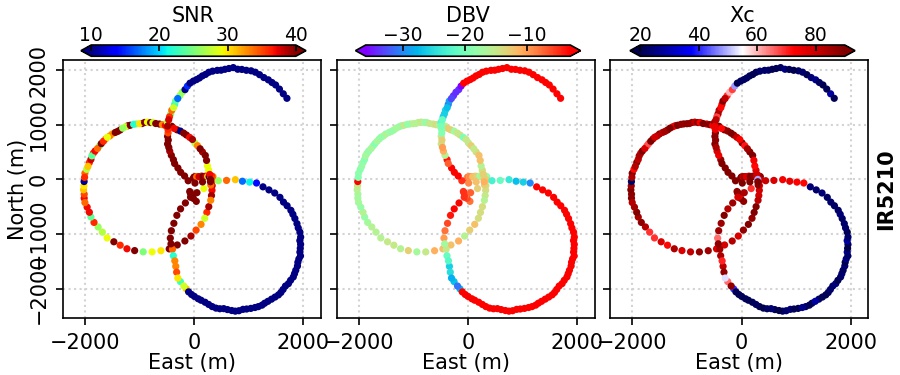 SNR
10 20 30 40
DBV
−30 −20 −10
Xc
20 40 60 80
North (m)
2000
1000
0
−1000
−2000
−2000 0 2000
East (m)
−2000 0 2000
East (m)
−2000 0 2000
East (m)
IR5210